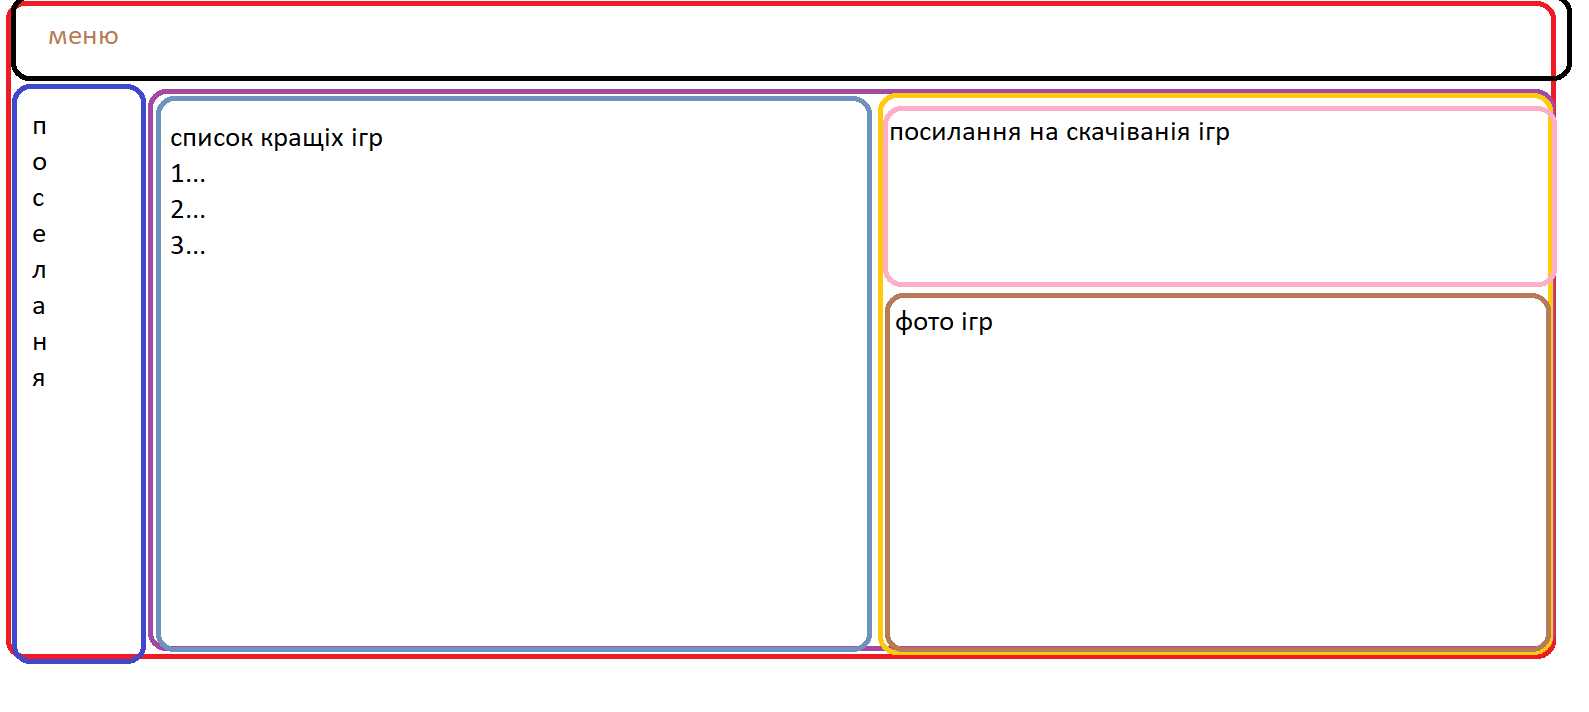 меню
п
о
с
е
л
а
н
я
список кращіх ігр
1...
2...
3...
посилання на скачіванія ігр
фото ігр